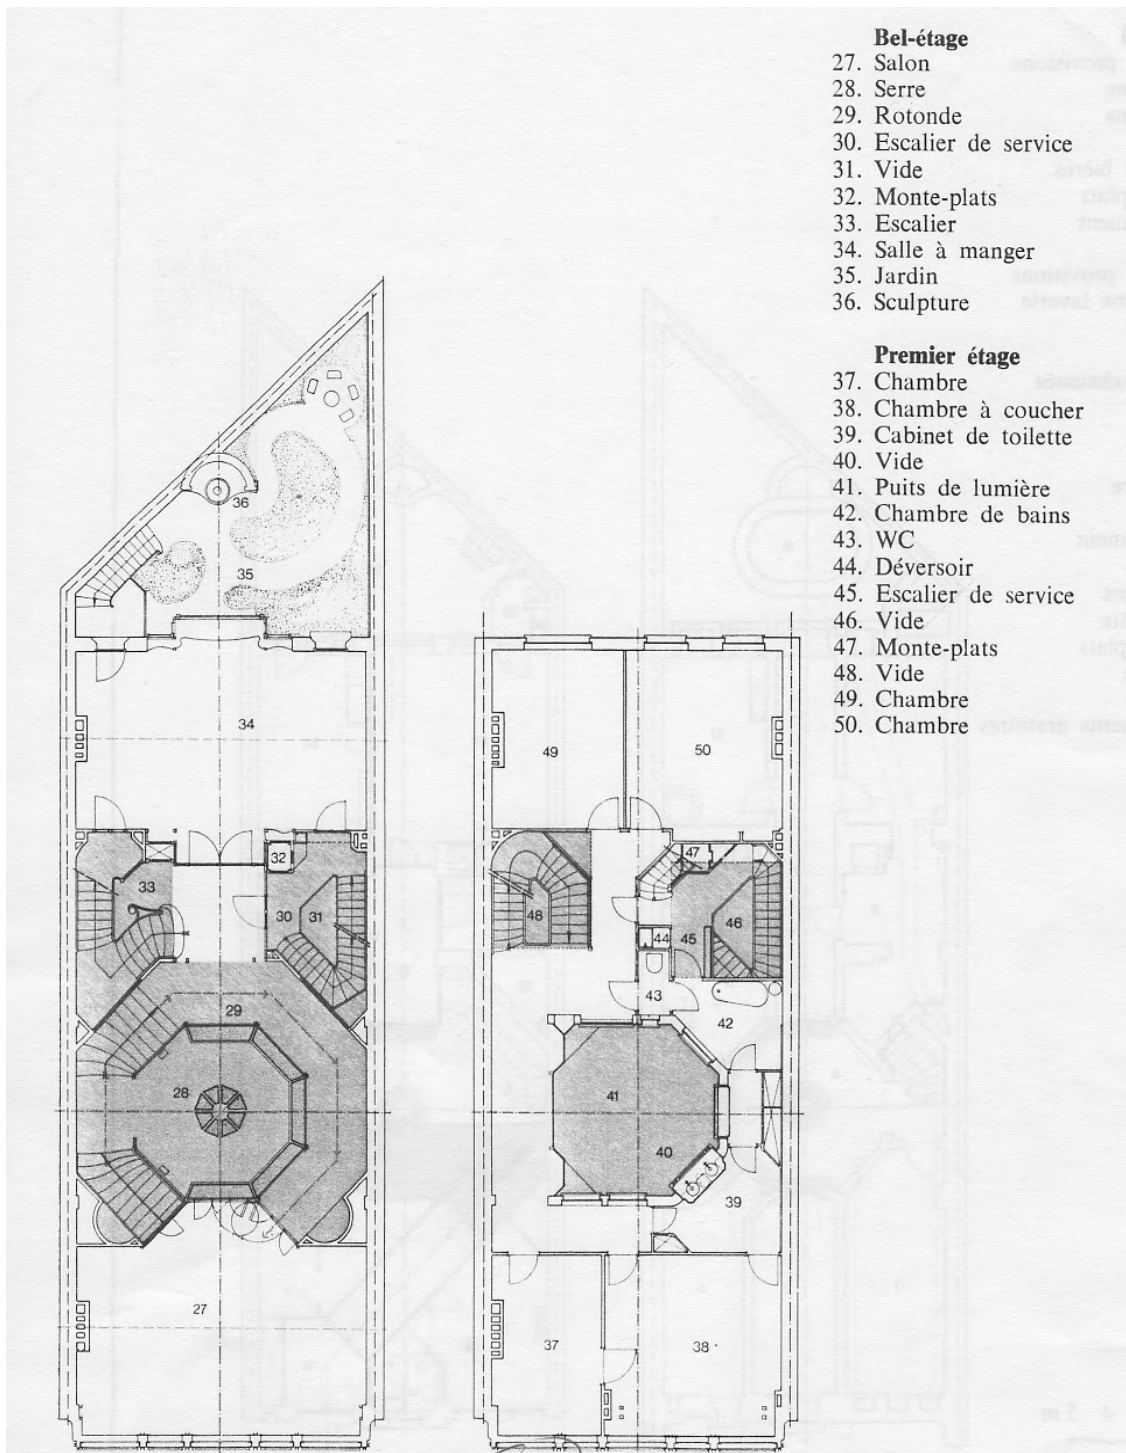 Bel-étage
27. Salon
28. Serre
29. Rotonde
30. Escalier de service
31. Vide
32. Monte-plats
33. Escalier
34. Salle à manger
35. Jardin
36. Sculpture
Premier étage
37. Chambre
38. Chambre à coucher
39. Cabinet de toilette
40. Vide
41. Puits de lumière
42. Chambre de bains
43. WC
44. Déversoir
45. Escalier de service
46. Vide
47. Monte-plats
48. Vide
49. Chambre
50. Chambre
36
35
34
32
33
30
31
29
28
27
49
50
47
48
44
45
46
43
42
41
40
39
37
38